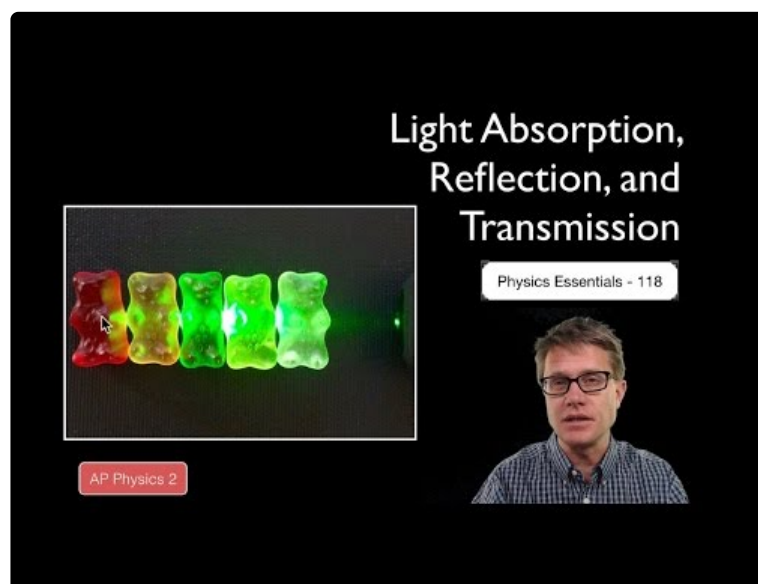 Light Absorption,
Reflection, and
Transmission
Physics Essentials - 118
AP Physics 2